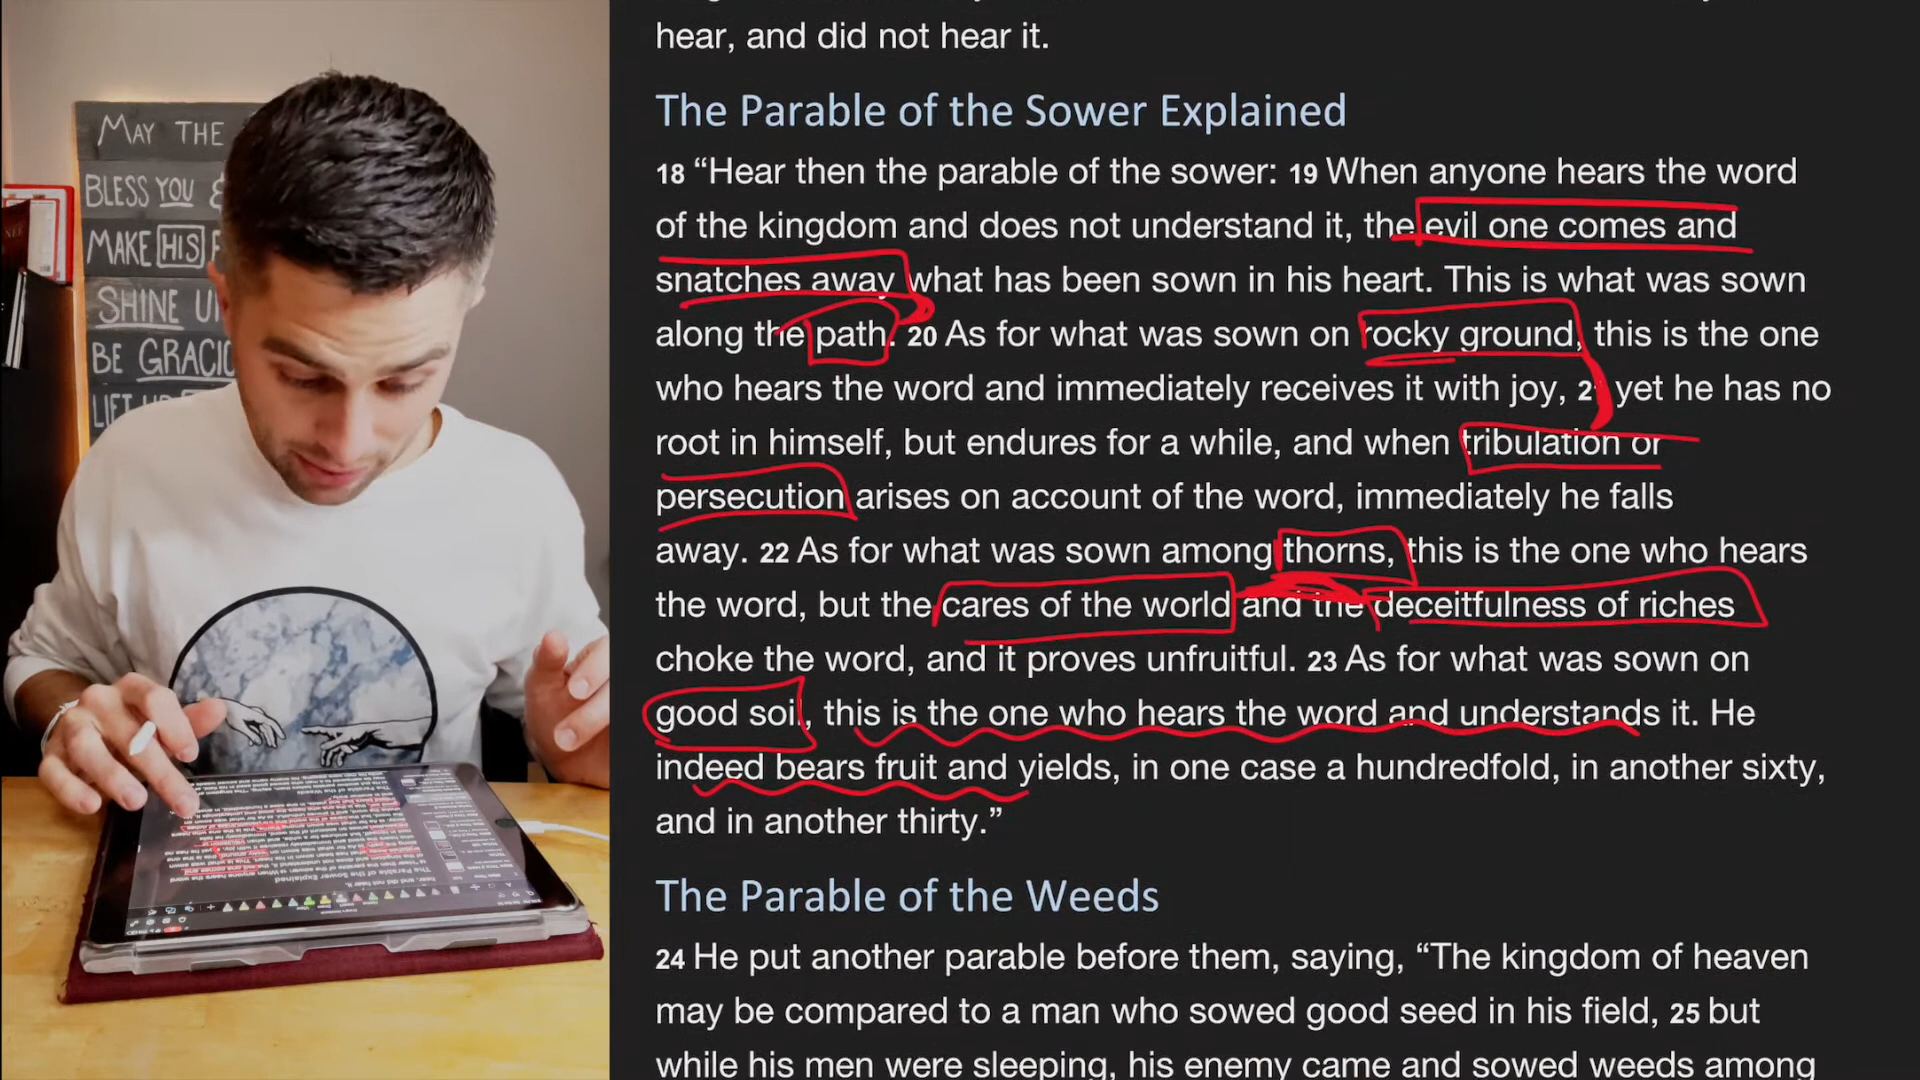 MAY THE
BLESS YOU &
MAKE HIS
SHINE
BE GRACIO
LIFT
hear, and did not hear it.
The Parable of the Sower Explained
18 “Hear then the parable of the sower: 19 When anyone hears the word
of the kingdom and does not understand it, the evil one comes and
snatches away what has been sown in his heart. This is what was sown
along the path. 20 As for what was sown on rocky ground, this is the one
who hears the word and immediately receives it with joy, 21 yet he has no
root in himself, but endures for a while, and when tribulation or
persecution arises on account of the word, immediately he falls
away. 22 As for what was sown among thorns, this is the one who hears
the word, but the cares of the world and the deceitfulness of riches
choke the word, and it proves unfruitful. 23 As for what was sown on
good soil, this is the one who hears the word and understands it. He
indeed bears fruit and yields, in one case a hundredfold, in another sixty,
and in another thirty.”
The Parable of the Weeds
24 He put another parable before them, saying, “The kingdom of heaven
may be compared to a man who sowed good seed in his field, 25 but
while his men were sleeping, his enemy came and sowed weeds among